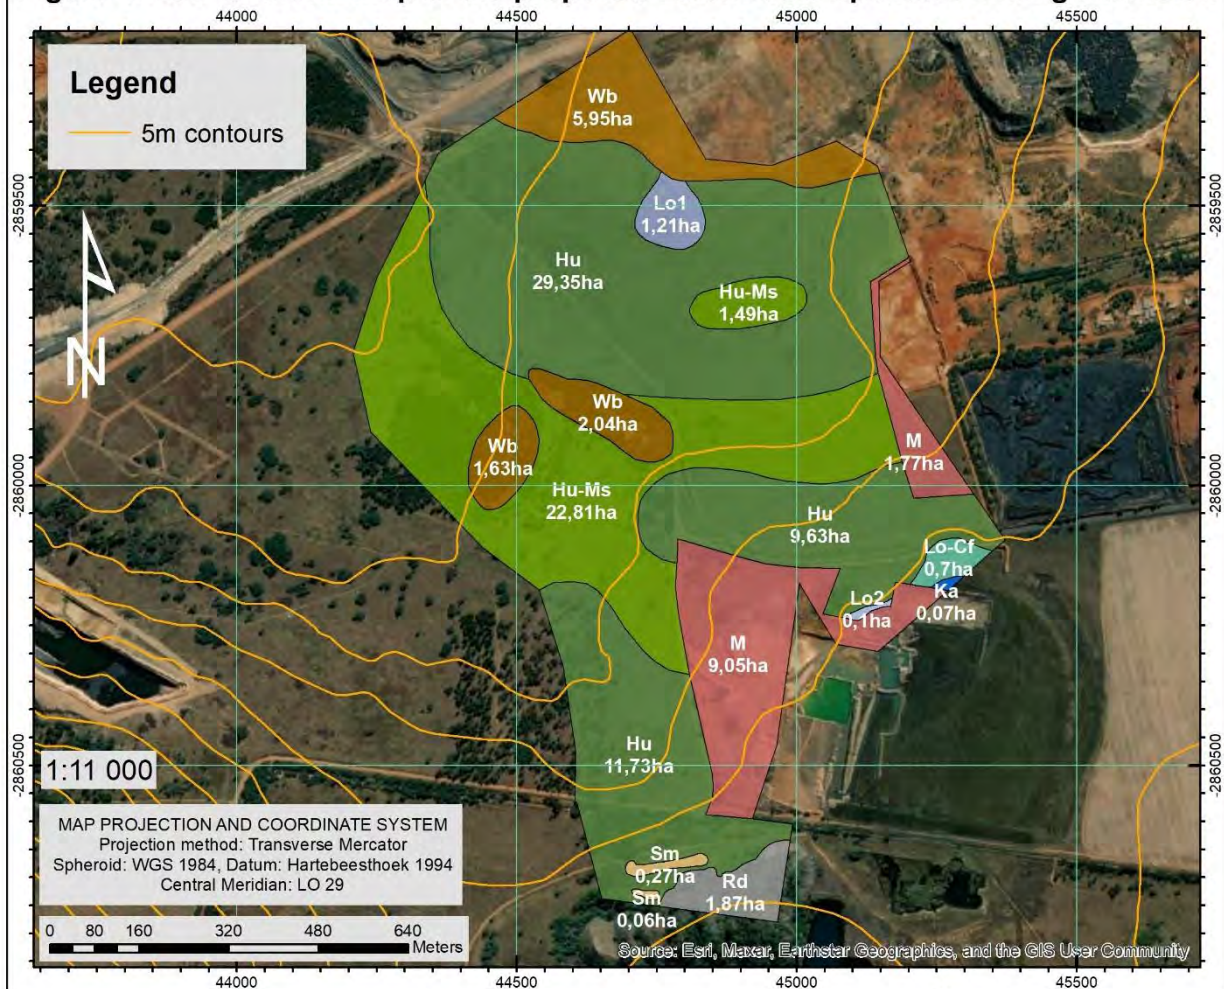 44000
44500
45000
45500
Legend
5m contours
-2859500
-2859500
-2860000
-2860000
-2860500
-2860500
N
Wb
5,95ha
Lo1
1,21ha
Hu
29,35ha
Hu-Ms
1,49ha
Wb
2,04ha
Wb
1,63ha
M
1,77ha
Hu-Ms
22,81ha
Hu
9,63ha
Lo-Cf
0,7ha
Ka
0,07ha
Lo2
0,1ha
M
9,05ha
Hu
11,73ha
Sm
0,27ha
Sm
0,06ha
Rd
1,87ha
1:11 000
MAP PROJECTION AND COORDINATE SYSTEM
Projection method: Transverse Mercator
Spheroid: WGS 1984, Datum: Hartebeesthoek 1994
Central Meridian: LO 29
0 80 160 320 480 640
Meters
Source: Esri, Maxar, Earthstar Geographics, and the GIS User Community
44000
44500
45000
45500